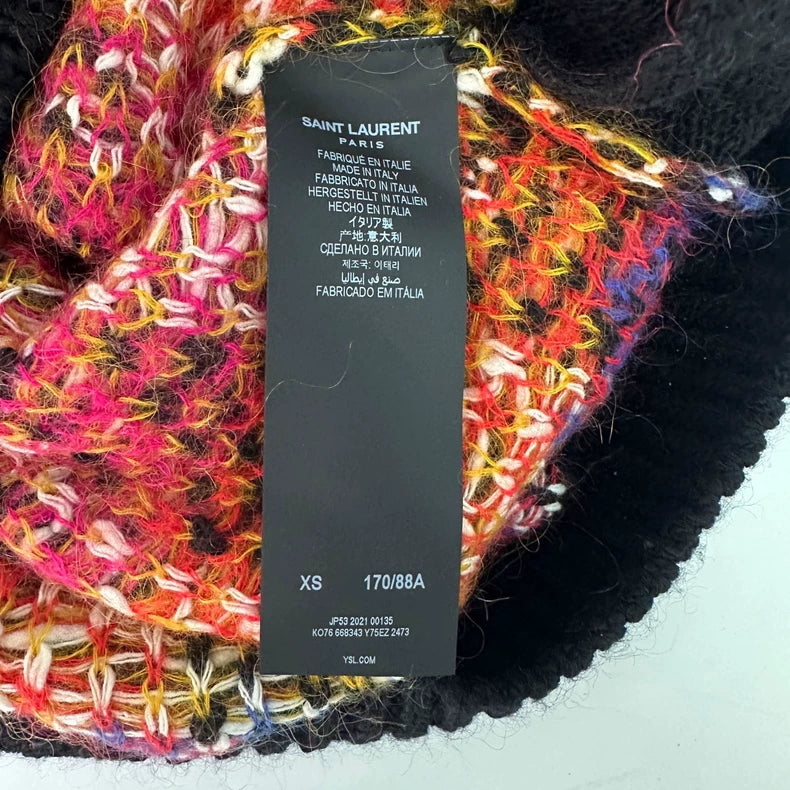 SAINT LAURENT
PARIS
FABRIQUÉ EN ITALIE
MADE IN ITALY
FABBRICATO IN ITALIA
HERGESTELLT IN ITALIEN
HECHO EN ITALIA
イタリア製
产地:意大利
СДЕЛАНО В ИТАЛИИ
제조국: 이태리
صنع في إيطاليا
FABRICADO EM ITÁLIA
XS 170/88A
JP53 2021 00135
KO76 668343 Y75EZ 2473
YSL.COM